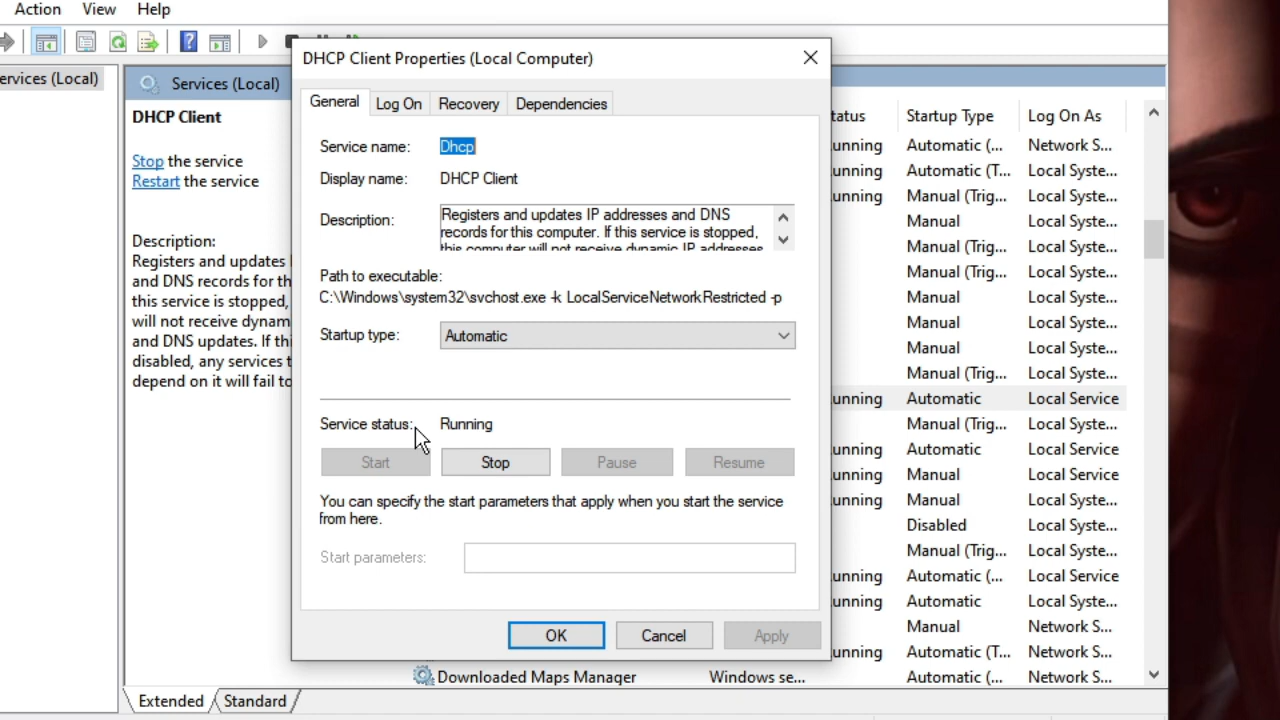 Action View Help
DHCP Client Properties (Local Computer)
ervices (Local)
Services (Local)
DHCP Client
Stop the service
Restart the service
Description:
Registers and updates
and DNS records for th
this service is stopped,
will not receive dynam
and DNS updates. If thi
disabled, any services t
depend on it will fail to
General Log On Recovery Dependencies
Service name: Dhcp
Display name: DHCP Client
Description: Registers and updates IP addresses and DNS
records for this computer. If this service is stopped,
this computer will not receive dynamic IP addresses
Path to executable:
C:\Windows\system32\svchost.exe -k LocalServiceNetworkRestricted -p
Startup type: Automatic
Service status: Running
Start Stop Pause Resume
You can specify the start parameters that apply when you start the service
from here.
Start parameters:
OK Cancel Apply
tatus Startup Type Log On As
unning Automatic (... Network S...
unning Automatic (T... Local Syste...
unning Manual (Trig... Local Syste...
Manual Local Syste...
Manual (Trig... Local Syste...
Manual (Trig... Local Syste...
Manual Local Syste...
Manual Local Syste...
Manual Local Syste...
Manual (Trig... Local Syste...
unning Automatic Local Service
Manual (Trig... Local Syste...
unning Automatic Local Service
unning Manual Local Syste...
unning Manual Local Syste...
Disabled Local Syste...
Manual (Trig... Local Syste...
unning Automatic (... Local Service
unning Automatic Local Syste...
Manual Network S...
unning Automatic (T... Network S...
Downloaded Maps Manager Windows se... Automatic (... Network S...
Extended Standard